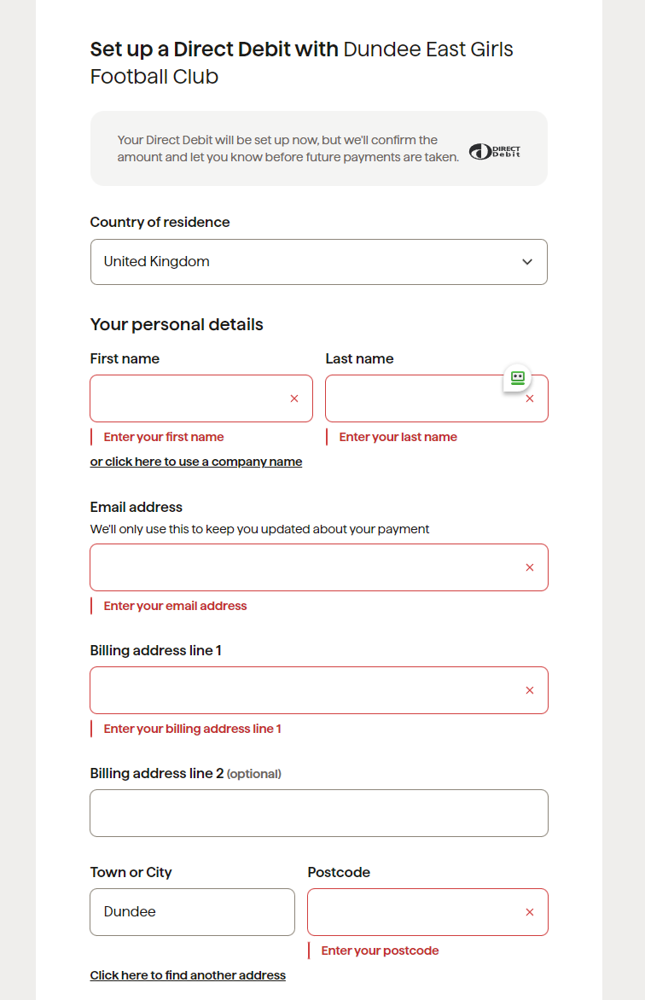 Set up a Direct Debit with Dundee East Girls
Football Club
Your Direct Debit will be set up now, but we'll confirm the
amount and let you know before future payments are taken.
DIRECT
Debit
Country of residence
United Kingdom
Your personal details
First name
Last name
Enter your first name
Enter your last name
or click here to use a company name
Email address
We'll only use this to keep you updated about your payment
Enter your email address
Billing address line 1
Enter your billing address line 1
Billing address line 2 (optional)
Town or City
Postcode
Dundee
Enter your postcode
Click here to find another address